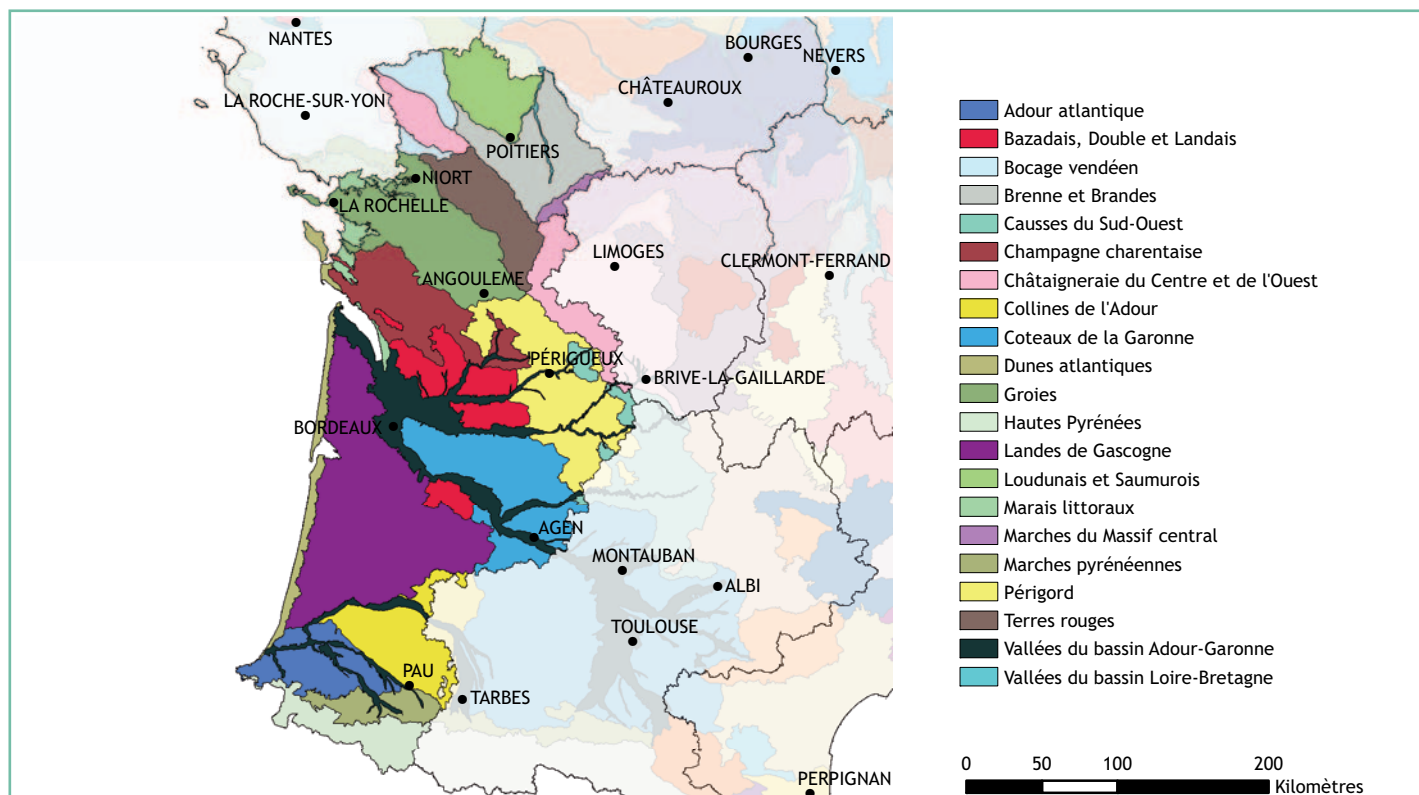 NANTES
BOURGES
NEVERS
CHÂTEAUROUX
LA ROCHE-SUR-YON
POITIERS
NIORT
LA ROCHELLE
LIMOGES
CLERMONT-FERRAND
ANGOULEME
PÉRIGUEUX
BRIVE-LA-GAILLARDE
BORDEAUX
AGEN
MONTAUBAN
ALBI
TOULOUSE
PAU
TARBES
PERPIGNAN
Adour atlantique
Bazadais, Double et Landais
Bocage vendéen
Brenne et Brandes
Causses du Sud-Ouest
Champagne charentaise
Châtaigneraie du Centre et de l'Ouest
Collines de l'Adour
Coteaux de la Garonne
Dunes atlantiques
Groies
Hautes Pyrénées
Landes de Gascogne
Loudunais et Saumurois
Marais littoraux
Marches du Massif central
Marches pyrénéennes
Périgord
Terres rouges
Vallées du bassin Adour-Garonne
Vallées du bassin Loire-Bretagne
0 50 100 200
Kilomètres